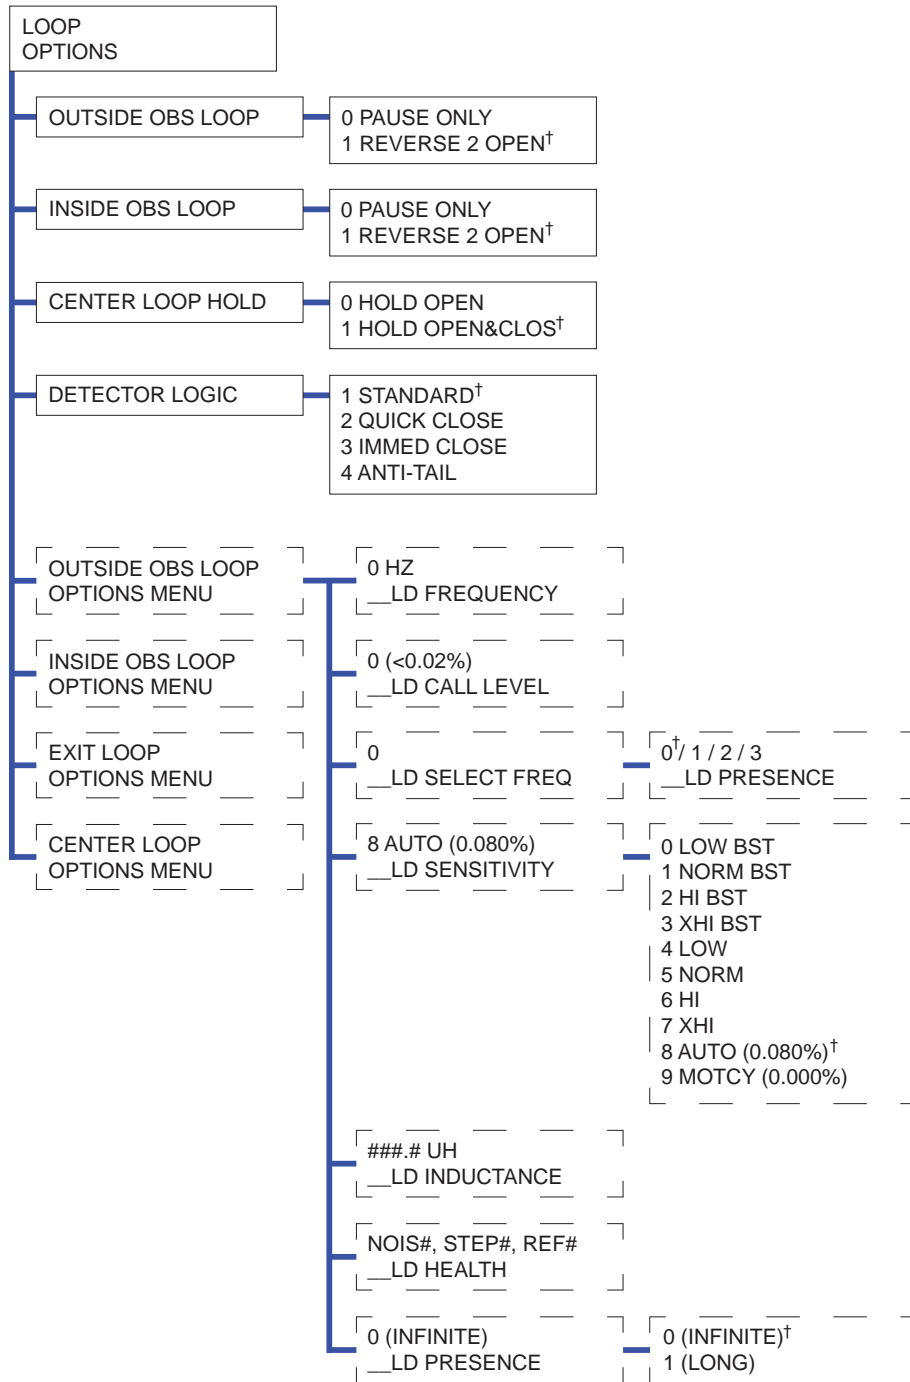 LOOP
OPTIONS
OUTSIDE OBS LOOP
0 PAUSE ONLY
1 REVERSE 2 OPEN†
INSIDE OBS LOOP
0 PAUSE ONLY
1 REVERSE 2 OPEN†
CENTER LOOP HOLD
0 HOLD OPEN
1 HOLD OPEN&CLOS†
DETECTOR LOGIC
1 STANDARD†
2 QUICK CLOSE
3 IMMED CLOSE
4 ANTI-TAIL
OUTSIDE OBS LOOP
OPTIONS MENU
0 HZ
__LD FREQUENCY
INSIDE OBS LOOP
OPTIONS MENU
0 (<0.02%)
__LD CALL LEVEL
EXIT LOOP
OPTIONS MENU
0
__LD SELECT FREQ
0†/ 1 / 2 / 3
__LD PRESENCE
CENTER LOOP
OPTIONS MENU
8 AUTO (0.080%)
__LD SENSITIVITY
0 LOW BST
1 NORM BST
2 HI BST
3 XHI BST
4 LOW
5 NORM
6 HI
7 XHI
8 AUTO (0.080%)†
9 MOTCY (0.000%)
###.# UH
__LD INDUCTANCE
NOIS#, STEP#, REF#
__LD HEALTH
0 (INFINITE)
__LD PRESENCE
0 (INFINITE)†
1 (LONG)